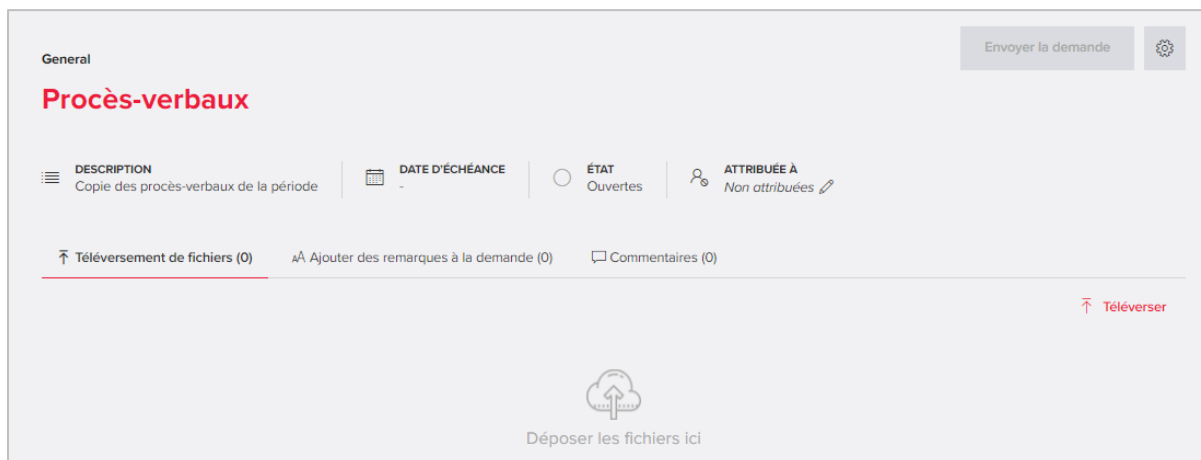 Envoyer la demande
General
Procès-verbaux
DESCRIPTION
Copie des procès-verbaux de la période
DATE D'ÉCHÉANCE
-
ÉTAT
Ouvertes
ATTRIBUÉE À
Non attribuées
Téléversement de fichiers (0)
AA Ajouter des remarques à la demande (0)
Commentaires (0)
Téléverser
Déposer les fichiers ici